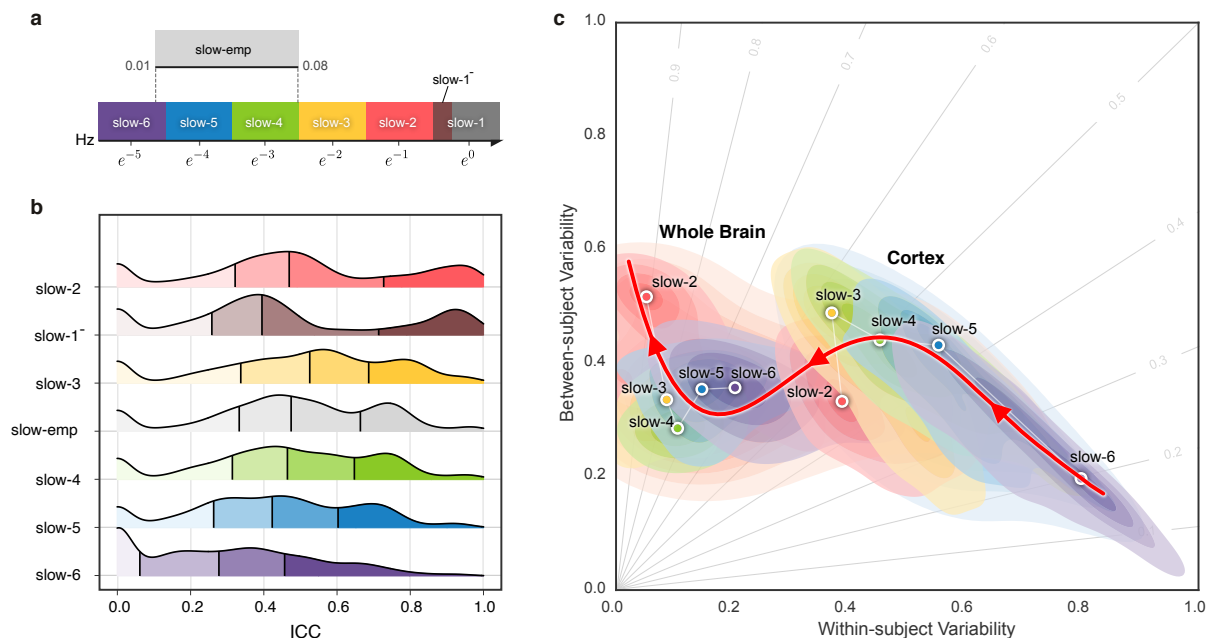 a
slow-emp
0.01
0.08
slow-1⁻
slow-6 slow-5 slow-4 slow-3 slow-2 slow-1
Hz
e⁻⁵ e⁻⁴ e⁻³ e⁻² e⁻¹ e⁰
b
slow-2
slow-1⁻
slow-3
slow-emp
slow-4
slow-5
slow-6
0.0 0.2 0.4 0.6 0.8 1.0
ICC
c
1.0
0.8
0.6
0.4
0.2
0.0
Between-subject Variability
0.9 0.8 0.7 0.6 0.5
0.4
0.3
0.2
0.1
Whole Brain
slow-2
slow-3
slow-4
slow-5
slow-6
Cortex
slow-3
slow-4
slow-5
slow-2
slow-6
0.0 0.2 0.4 0.6 0.8 1.0
Within-subject Variability